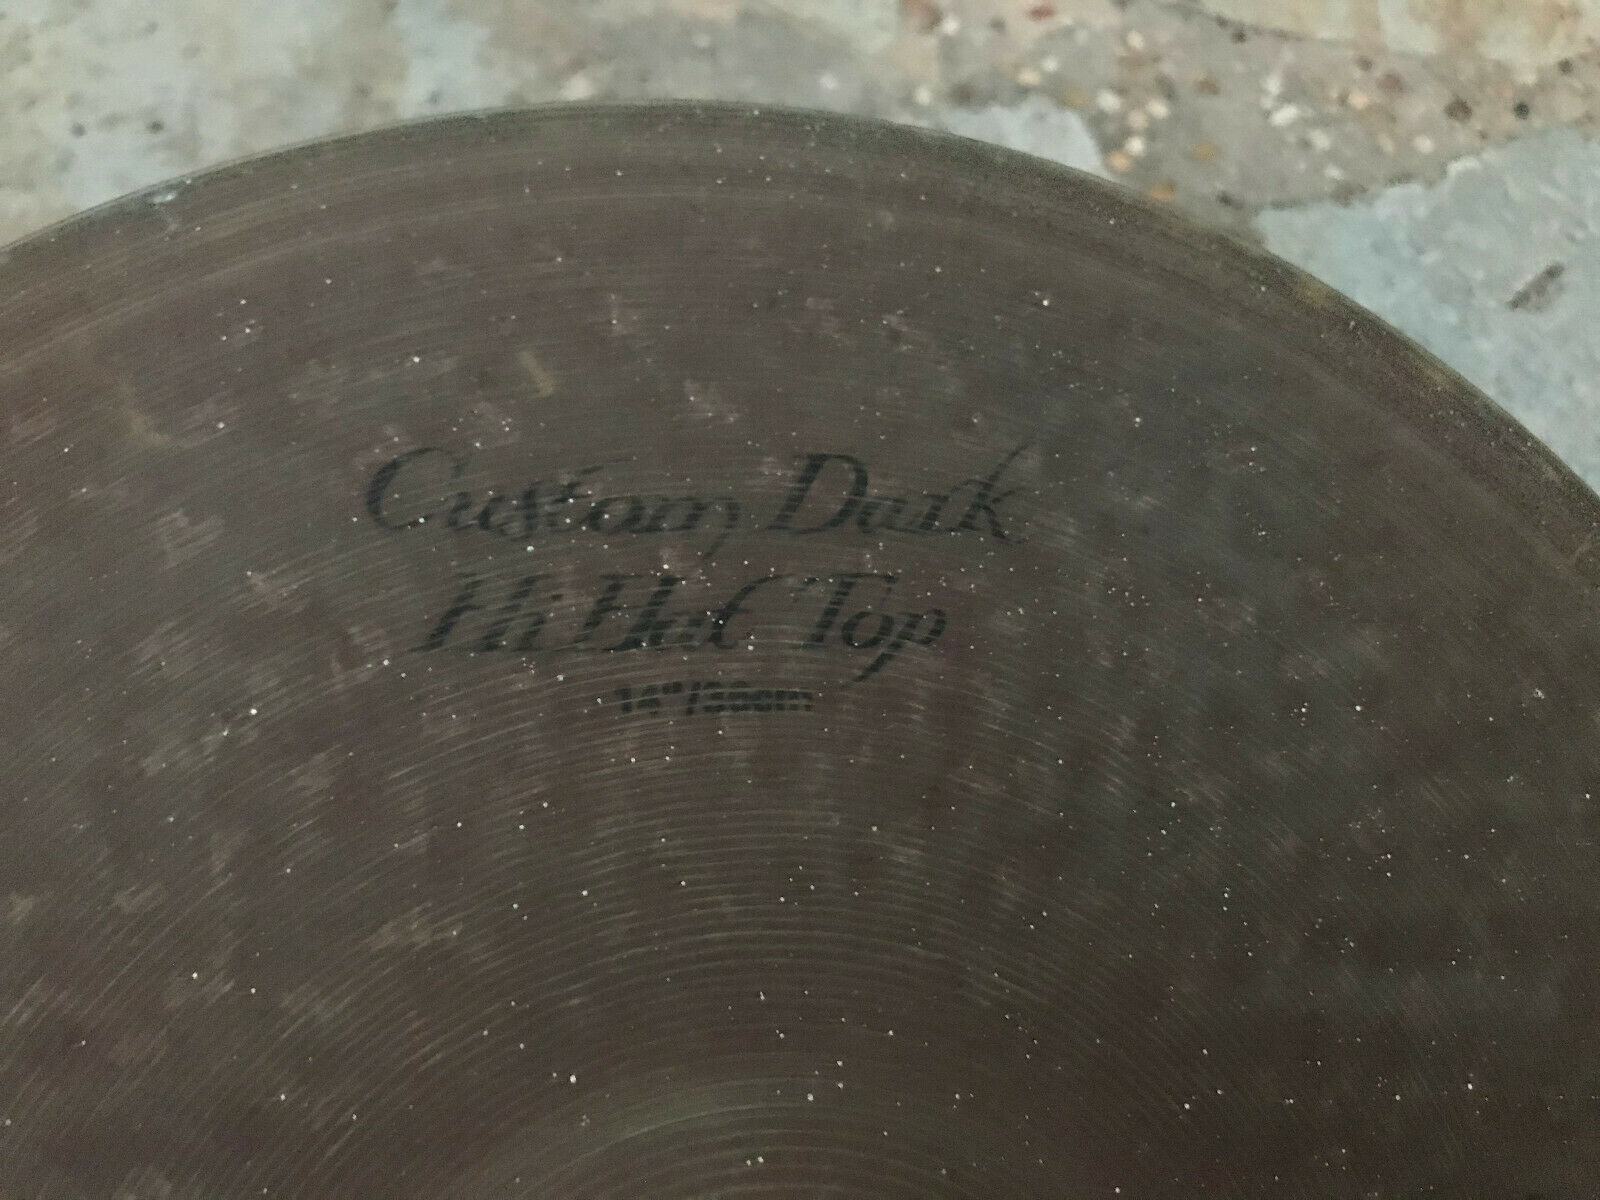 Custom Dark
Hi Hat Top
14"/36cm